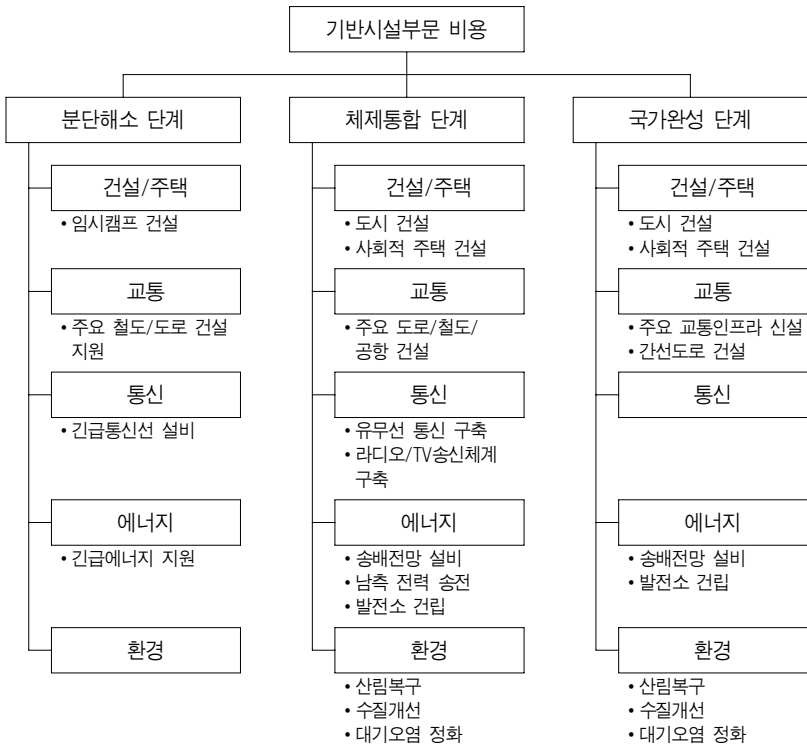 기반시설부문 비용
분단해소 단계
건설/주택
• 임시캠프 건설
교통
• 주요 철도/도로 건설
지원
통신
• 긴급통신선 설비
에너지
• 긴급에너지 지원
환경
체제통합 단계
건설/주택
• 도시 건설
• 사회적 주택 건설
교통
• 주요 도로/철도/
공항 건설
통신
• 유무선 통신 구축
• 라디오/TV송신체계
구축
에너지
• 송배전망 설비
• 남측 전력 송전
• 발전소 건립
환경
• 산림복구
• 수질개선
• 대기오염 정화
국가완성 단계
건설/주택
• 도시 건설
• 사회적 주택 건설
교통
• 주요 교통인프라 신설
• 간선도로 건설
통신
에너지
• 송배전망 설비
• 발전소 건립
환경
• 산림복구
• 수질개선
• 대기오염 정화